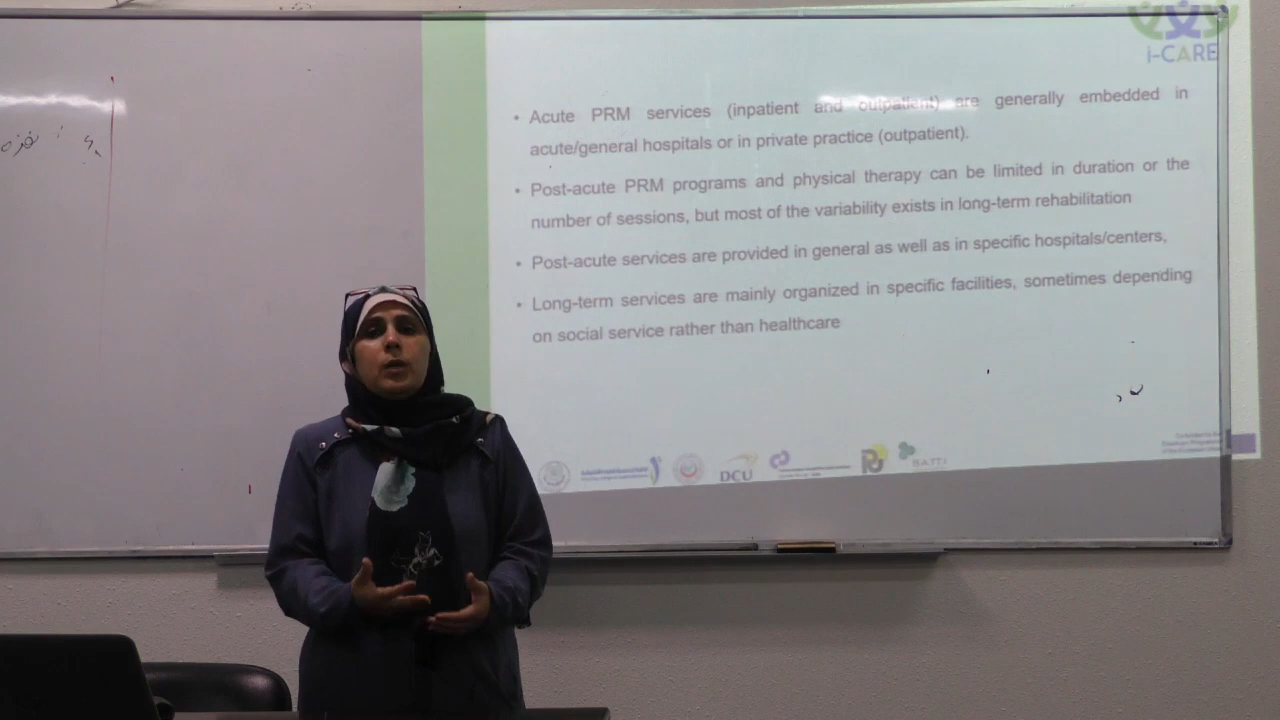 i-CARE
• Acute PRM services (inpatient and outpatient) are generally embedded in
acute/general hospitals or in private practice (outpatient).
• Post-acute PRM programs and physical therapy can be limited in duration or the
number of sessions, but most of the variability exists in long-term rehabilitation
• Post-acute services are provided in general as well as in specific hospitals/centers,
• Long-term services are mainly organized in specific facilities, sometimes depending
on social service rather than healthcare
DCU
BATTI